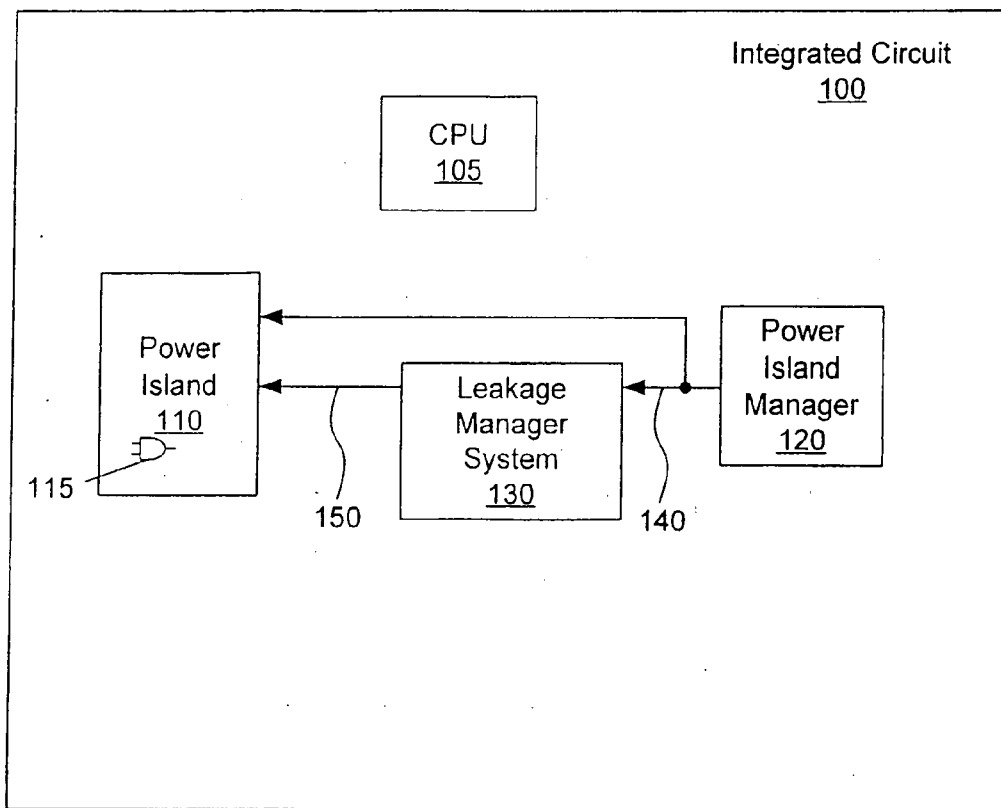 Integrated Circuit
100
CPU
105
Power
Island
110
115
150
Leakage
Manager
System
130
140
Power
Island
Manager
120